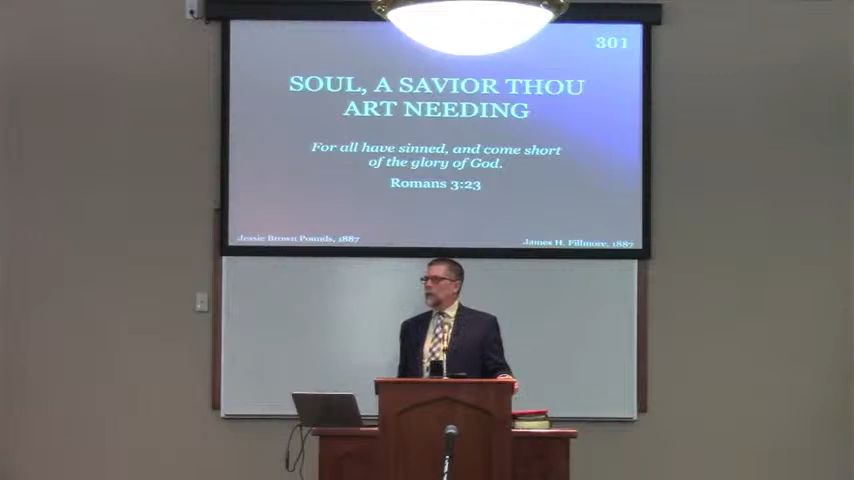 301
SOUL, A SAVIOR THOU
ART NEEDING
For all have sinned, and come short
of the glory of God.
Romans 3:23
Jessie Brown Pounds, 1887
James H. Fillmore, 1887